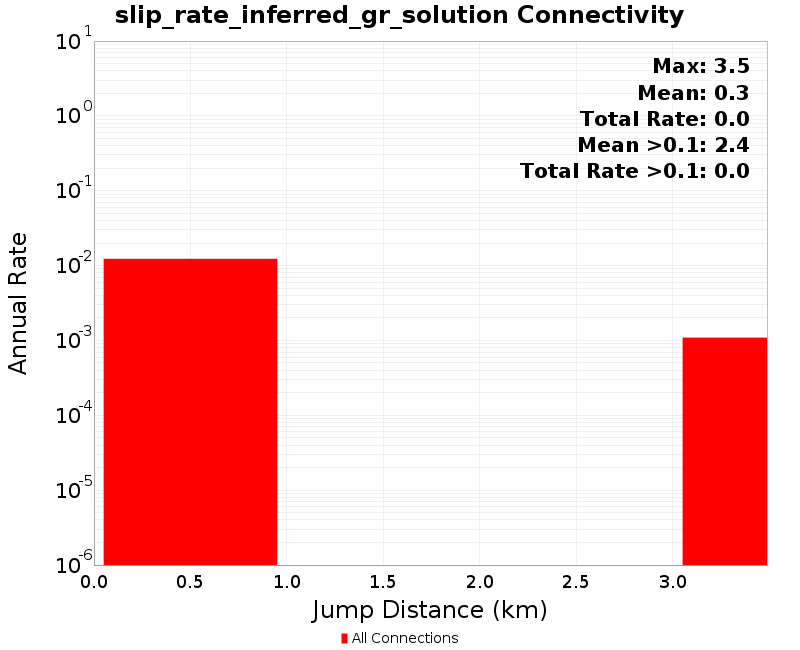 slip_rate_inferred_gr_solution Connectivity
Max: 3.5
Mean: 0.3
Total Rate: 0.0
Mean >0.1: 2.4
Total Rate >0.1: 0.0
Annual Rate
10^1
10^0
10^-1
10^-2
10^-3
10^-4
10^-5
10^-6
0.0 0.5 1.0 1.5 2.0 2.5 3.0
Jump Distance (km)
All Connections